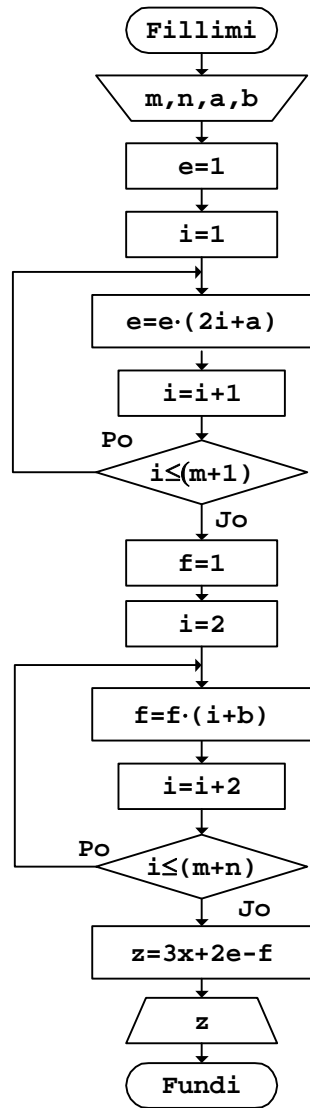 Fillimi
m,n,a,b
e=1
i=1
e=e·(2i+a)
i=i+1
Po
i≤(m+1)
Jo
f=1
i=2
f=f·(i+b)
i=i+2
Po
i≤(m+n)
Jo
z=3x+2e-f
z
Fundi